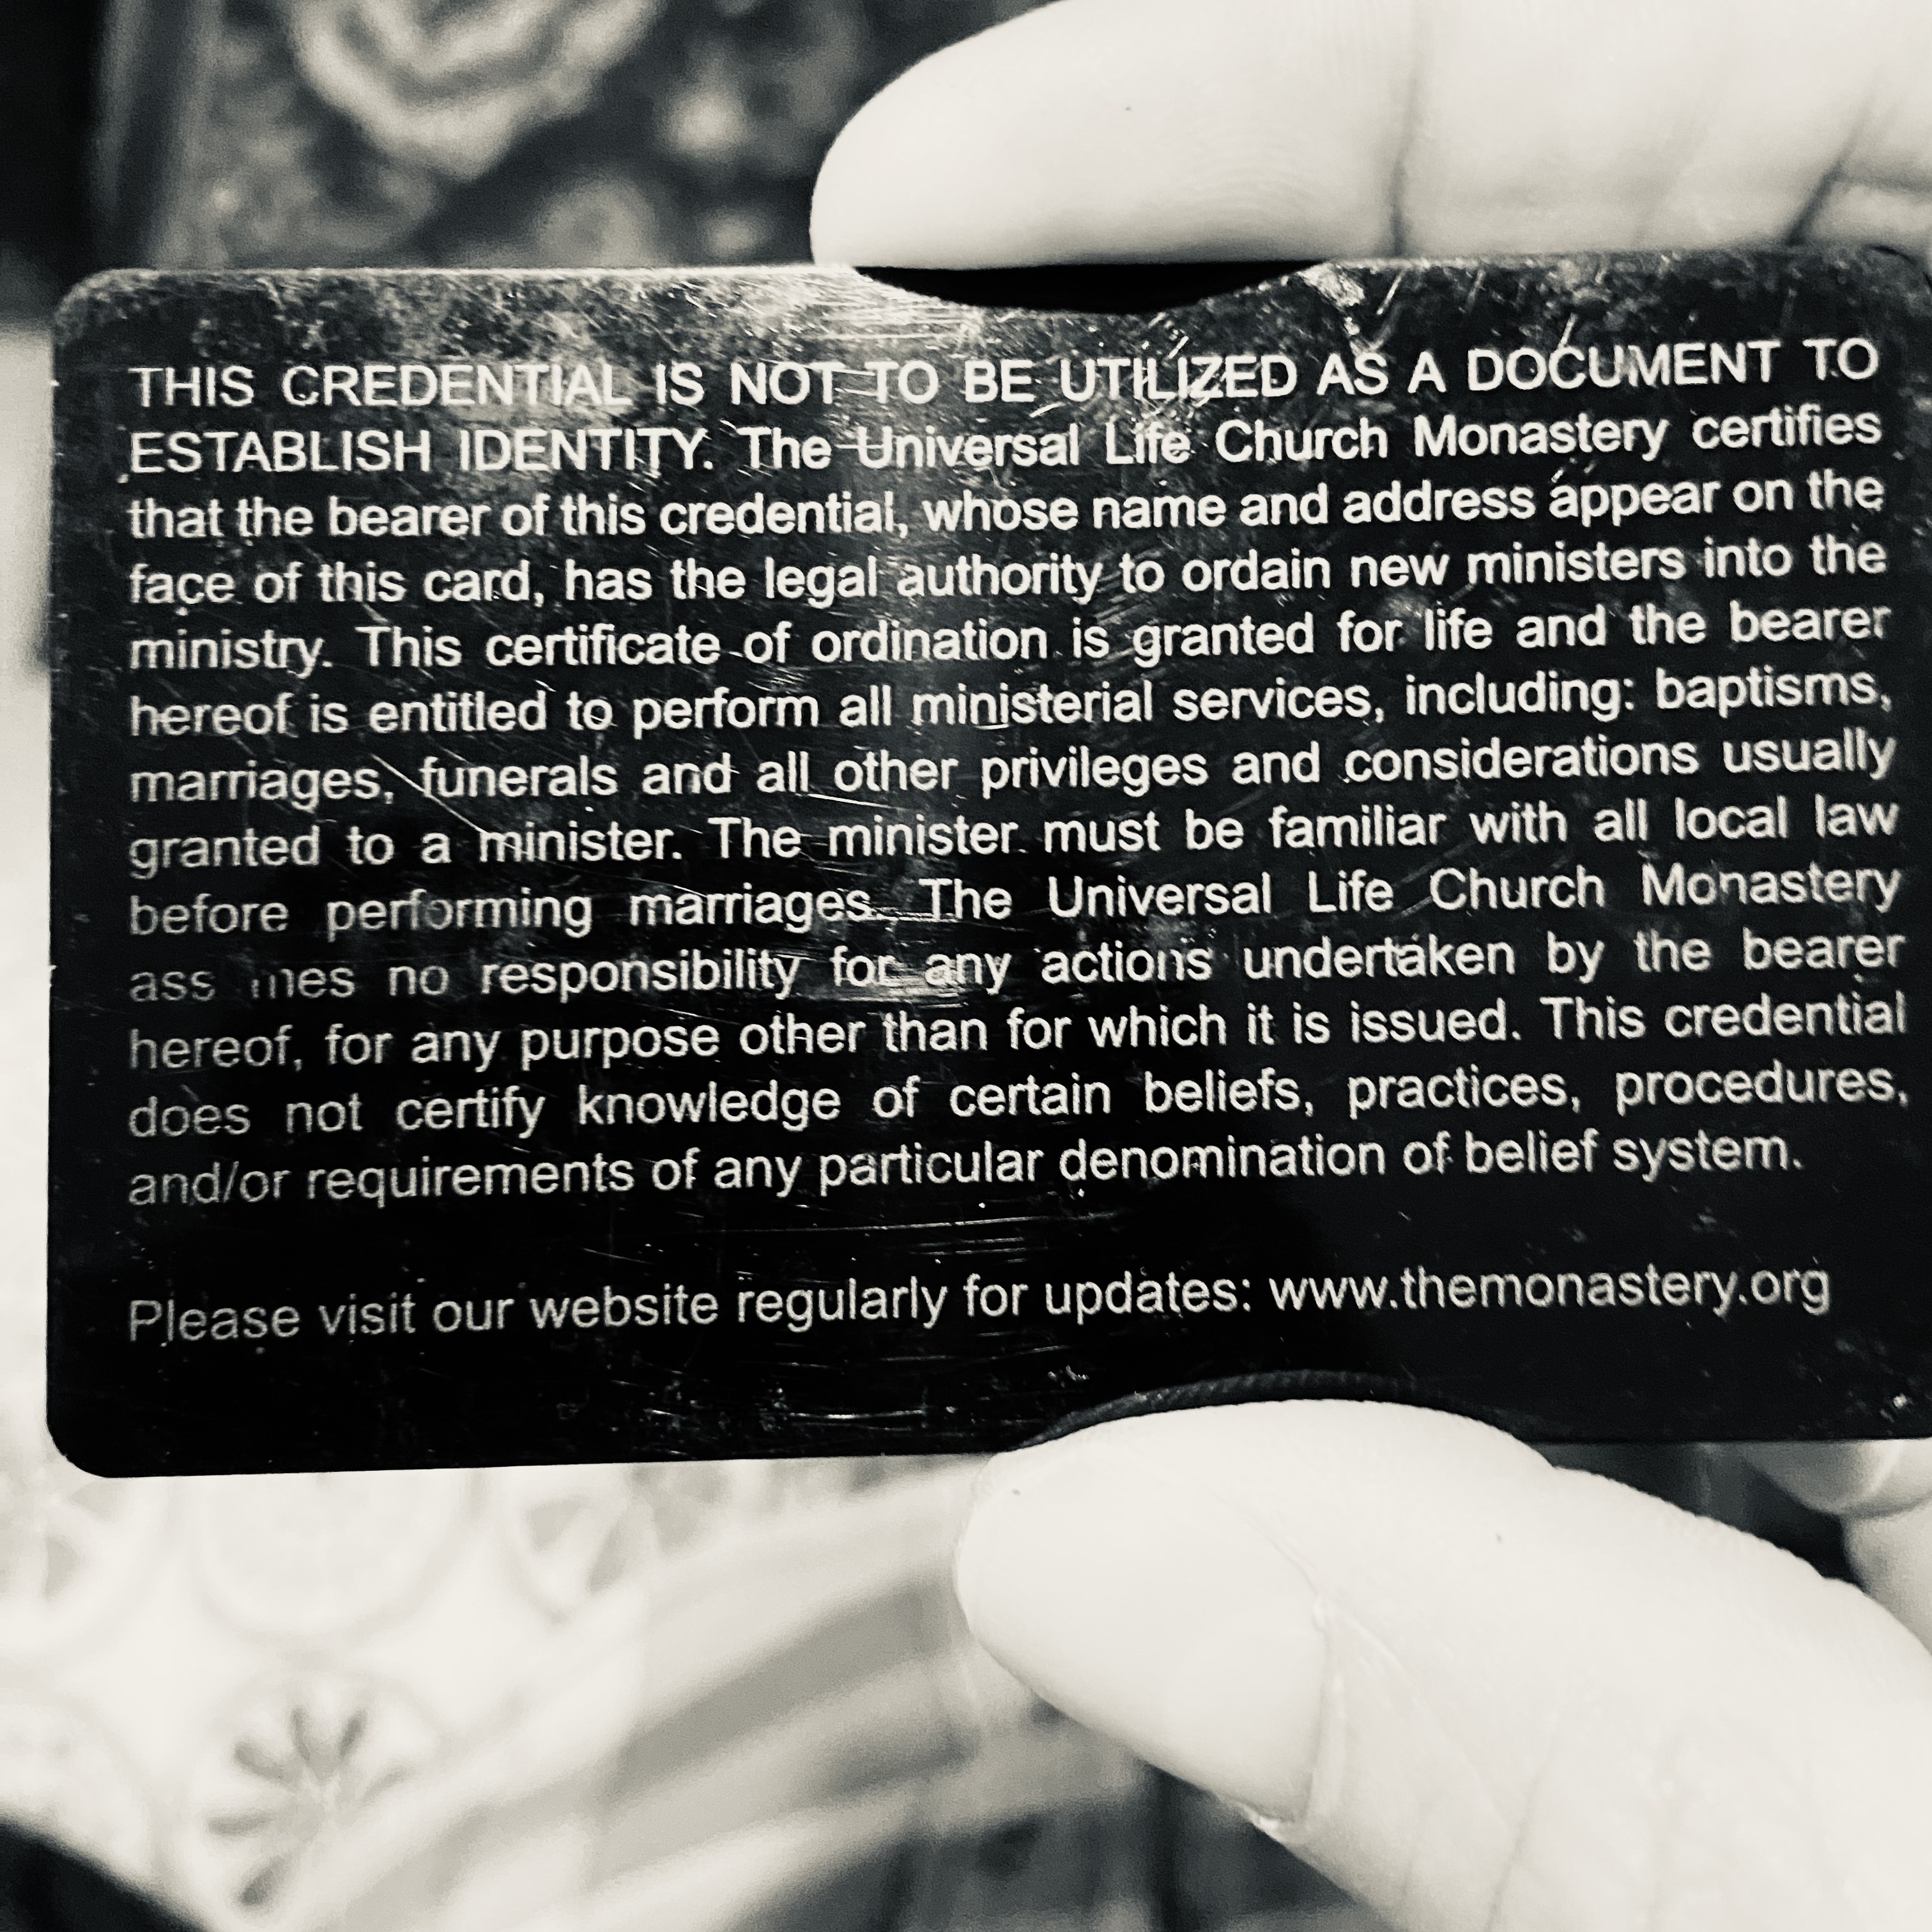 THIS CREDENTIAL IS NOT TO BE UTILIZED AS A DOCUMENT TO
ESTABLISH IDENTITY. The Universal Life Church Monastery certifies
that the bearer of this credential, whose name and address appear on the
face of this card, has the legal authority to ordain new ministers into the
ministry. This certificate of ordination is granted for life and the bearer
hereof is entitled to perform all ministerial services, including: baptisms,
marriages, funerals and all other privileges and considerations usually
granted to a minister. The minister must be familiar with all local law
before performing marriages. The Universal Life Church Monastery
assumes no responsibility for any actions undertaken by the bearer
hereof, for any purpose other than for which it is issued. This credential
does not certify knowledge of certain beliefs, practices, procedures,
and/or requirements of any particular denomination of belief system.
Please visit our website regularly for updates: www.themonastery.org